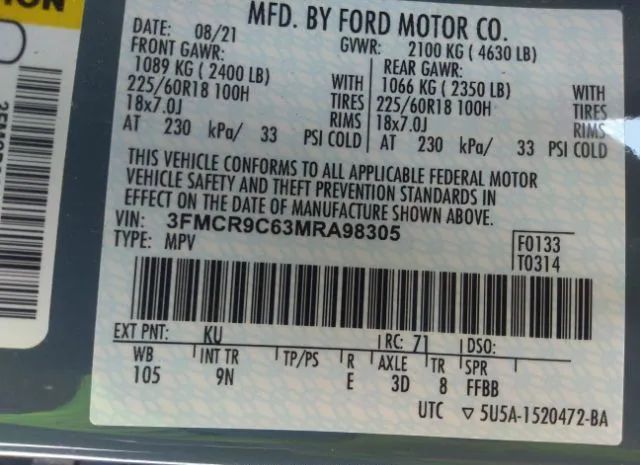 MFD. BY FORD MOTOR CO.
DATE: 08/21 GVWR: 2100 KG ( 4630 LB)
FRONT GAWR: REAR GAWR:
1089 KG ( 2400 LB) WITH 1066 KG ( 2350 LB) WITH
225/60R18 100H TIRES 225/60R18 100H TIRES
18x7.0J RIMS 18x7.0J RIMS
AT 230 kPa/ 33 PSI COLD AT 230 kPa/ 33 PSI COLD
THIS VEHICLE CONFORMS TO ALL APPLICABLE FEDERAL MOTOR
VEHICLE SAFETY AND THEFT PREVENTION STANDARDS IN
EFFECT ON THE DATE OF MANUFACTURE SHOWN ABOVE.
VIN: 3FMCR9C63MRA98305
TYPE: MPV
F0133
T0314
EXT PNT: KU RC: 71 DSO:
WB INT TR TP/PS R AXLE TR SPR
105 9N E 3D 8 FFBB
UTC ▽ 5U5A-1520472-BA